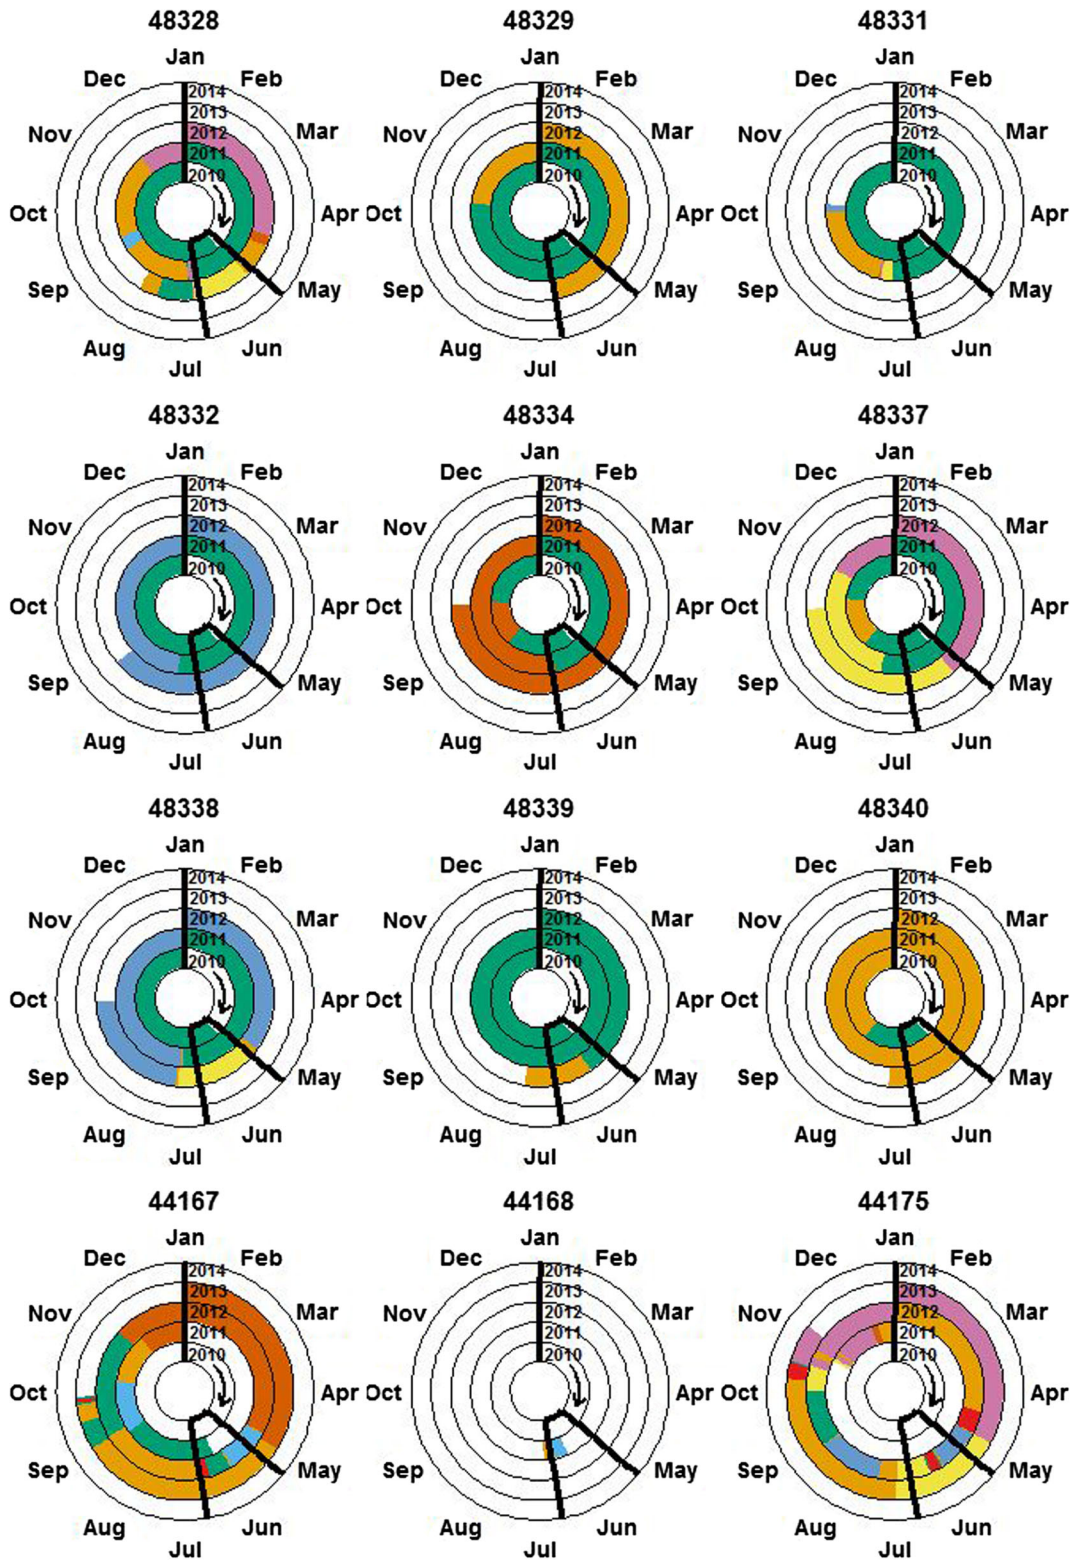 48328 48329 48331
Jan Jan Jan
Dec Feb Dec Feb Dec Feb
2014 2014 2014
2013 2013 2013
Nov 2012 Mar Nov 2012 Mar Nov 2012 Mar
2011 2011 2011
2010 2010 2010
Oct Apr Oct Apr Oct Apr
Sep May Sep May Sep May
Aug Jun Aug Jun Aug Jun
Jul Jul Jul
48332 48334 48337
Jan Jan Jan
Dec Feb Dec Feb Dec Feb
2014 2014 2014
2013 2013 2013
Nov 2012 Mar Nov 2012 Mar Nov 2012 Mar
2011 2011 2011
2010 2010 2010
Oct Apr Oct Apr Oct Apr
Sep May Sep May Sep May
Aug Jun Aug Jun Aug Jun
Jul Jul Jul
48338 48339 48340
Jan Jan Jan
Dec Feb Dec Feb Dec Feb
2014 2014 2014
2013 2013 2013
Nov 2012 Mar Nov 2012 Mar Nov 2012 Mar
2011 2011 2011
2010 2010 2010
Oct Apr Oct Apr Oct Apr
Sep May Sep May Sep May
Aug Jun Aug Jun Aug Jun
Jul Jul Jul
44167 44168 44175
Jan Jan Jan
Dec Feb Dec Feb Dec Feb
2014 2014 2014
2013 2013 2013
Nov 2012 Mar Nov 2012 Mar Nov 2012 Mar
2011 2011 2011
2010 2010 2010
Oct Apr Oct Apr Oct Apr
Sep May Sep May Sep May
Aug Jun Aug Jun Aug Jun
Jul Jul Jul